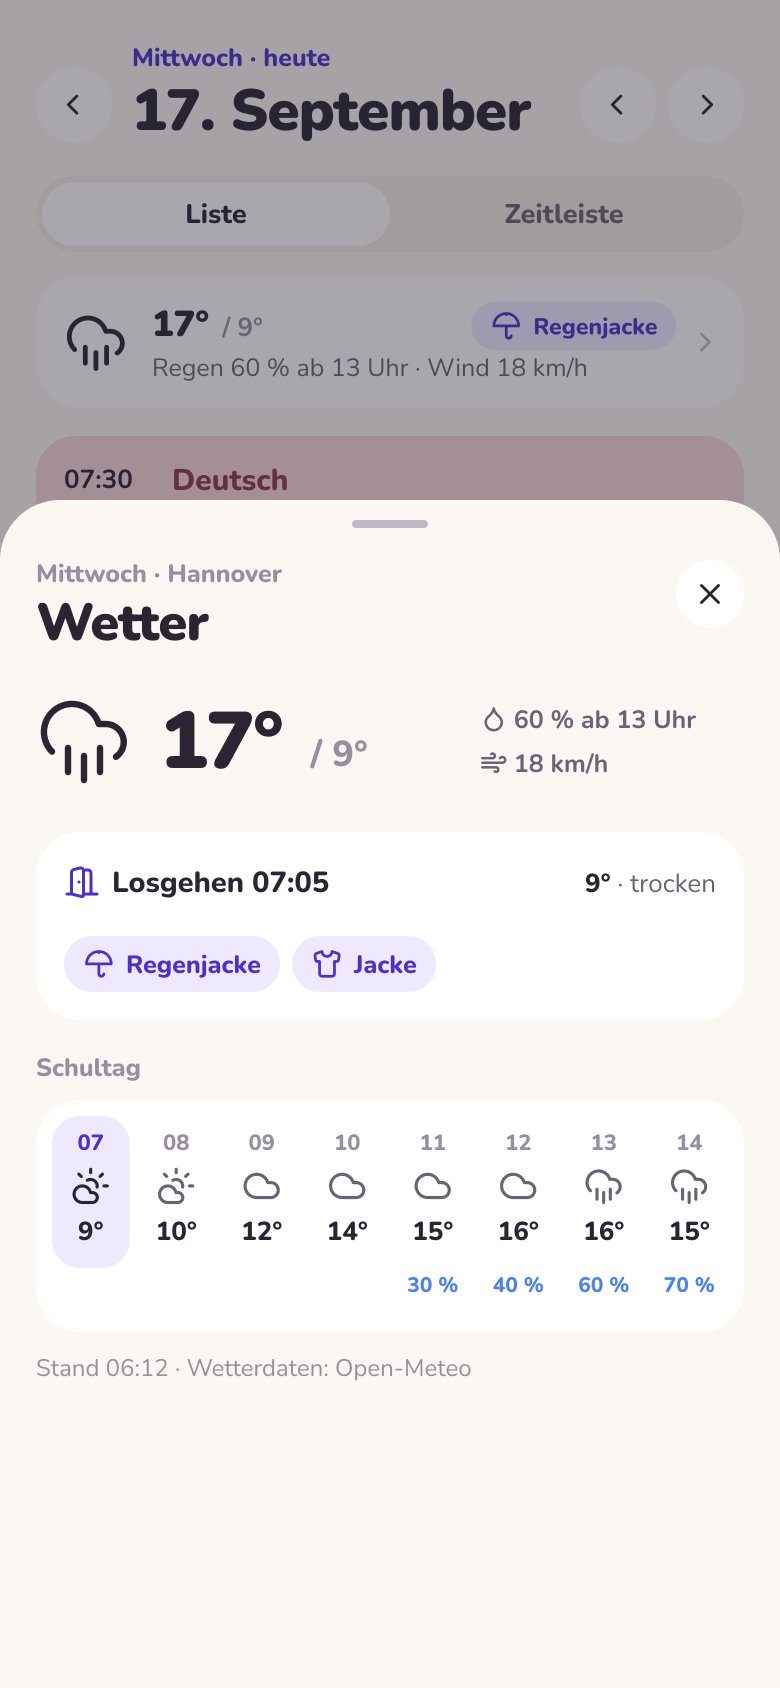 Mittwoch · heute
17. September
Liste
Zeitleiste
17° / 9°
Regenjacke
Regen 60 % ab 13 Uhr · Wind 18 km/h
07:30 Deutsch
Mittwoch · Hannover
Wetter
17° / 9°
60 % ab 13 Uhr
18 km/h
Losgehen 07:05
9° · trocken
Regenjacke
Jacke
Schultag
07 08 09 10 11 12 13 14
9° 10° 12° 14° 15° 16° 16° 15°
30 % 40 % 60 % 70 %
Stand 06:12 · Wetterdaten: Open-Meteo